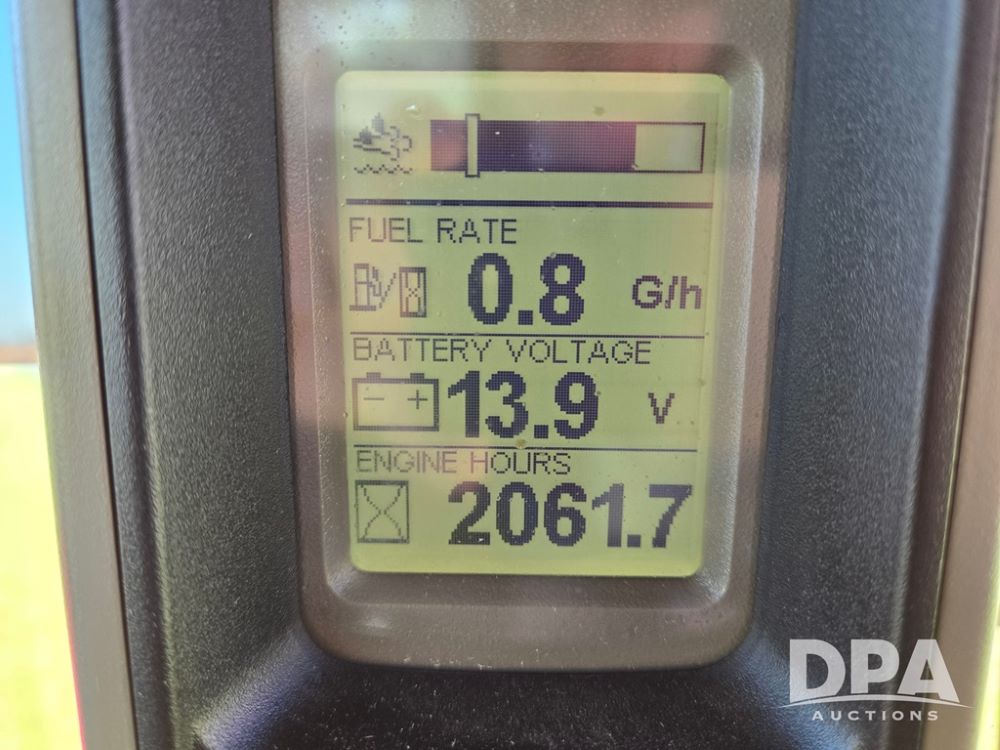 FUEL RATE
0.8 G/h
BATTERY VOLTAGE
- + 13.9 V
ENGINE HOURS
2061.7
DPA
AUCTIONS